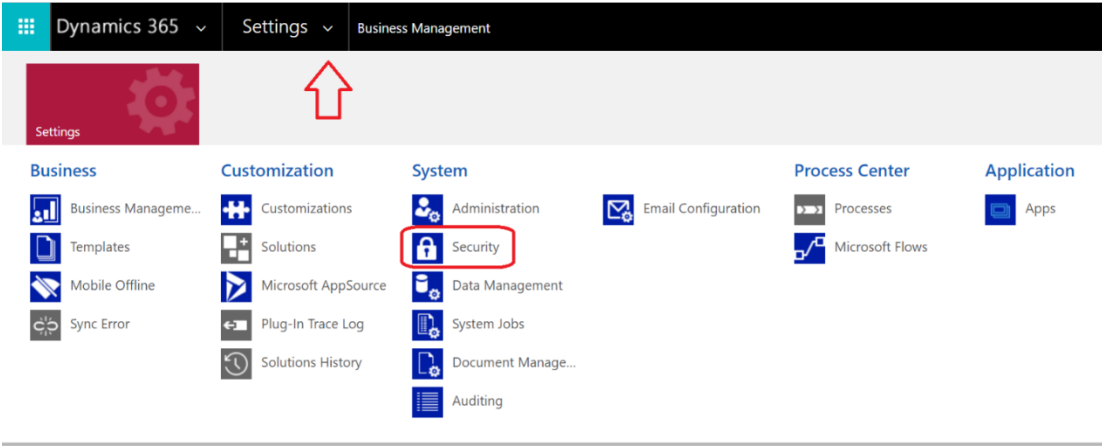 Dynamics 365 Settings Business Management
Settings
Business
Business Manageme...
Templates
Mobile Offline
Sync Error
Customization
Customizations
Solutions
Microsoft AppSource
Plug-In Trace Log
Solutions History
System
Administration
Security
Data Management
System Jobs
Document Manage...
Auditing
Email Configuration
Process Center
Processes
Microsoft Flows
Application
Apps